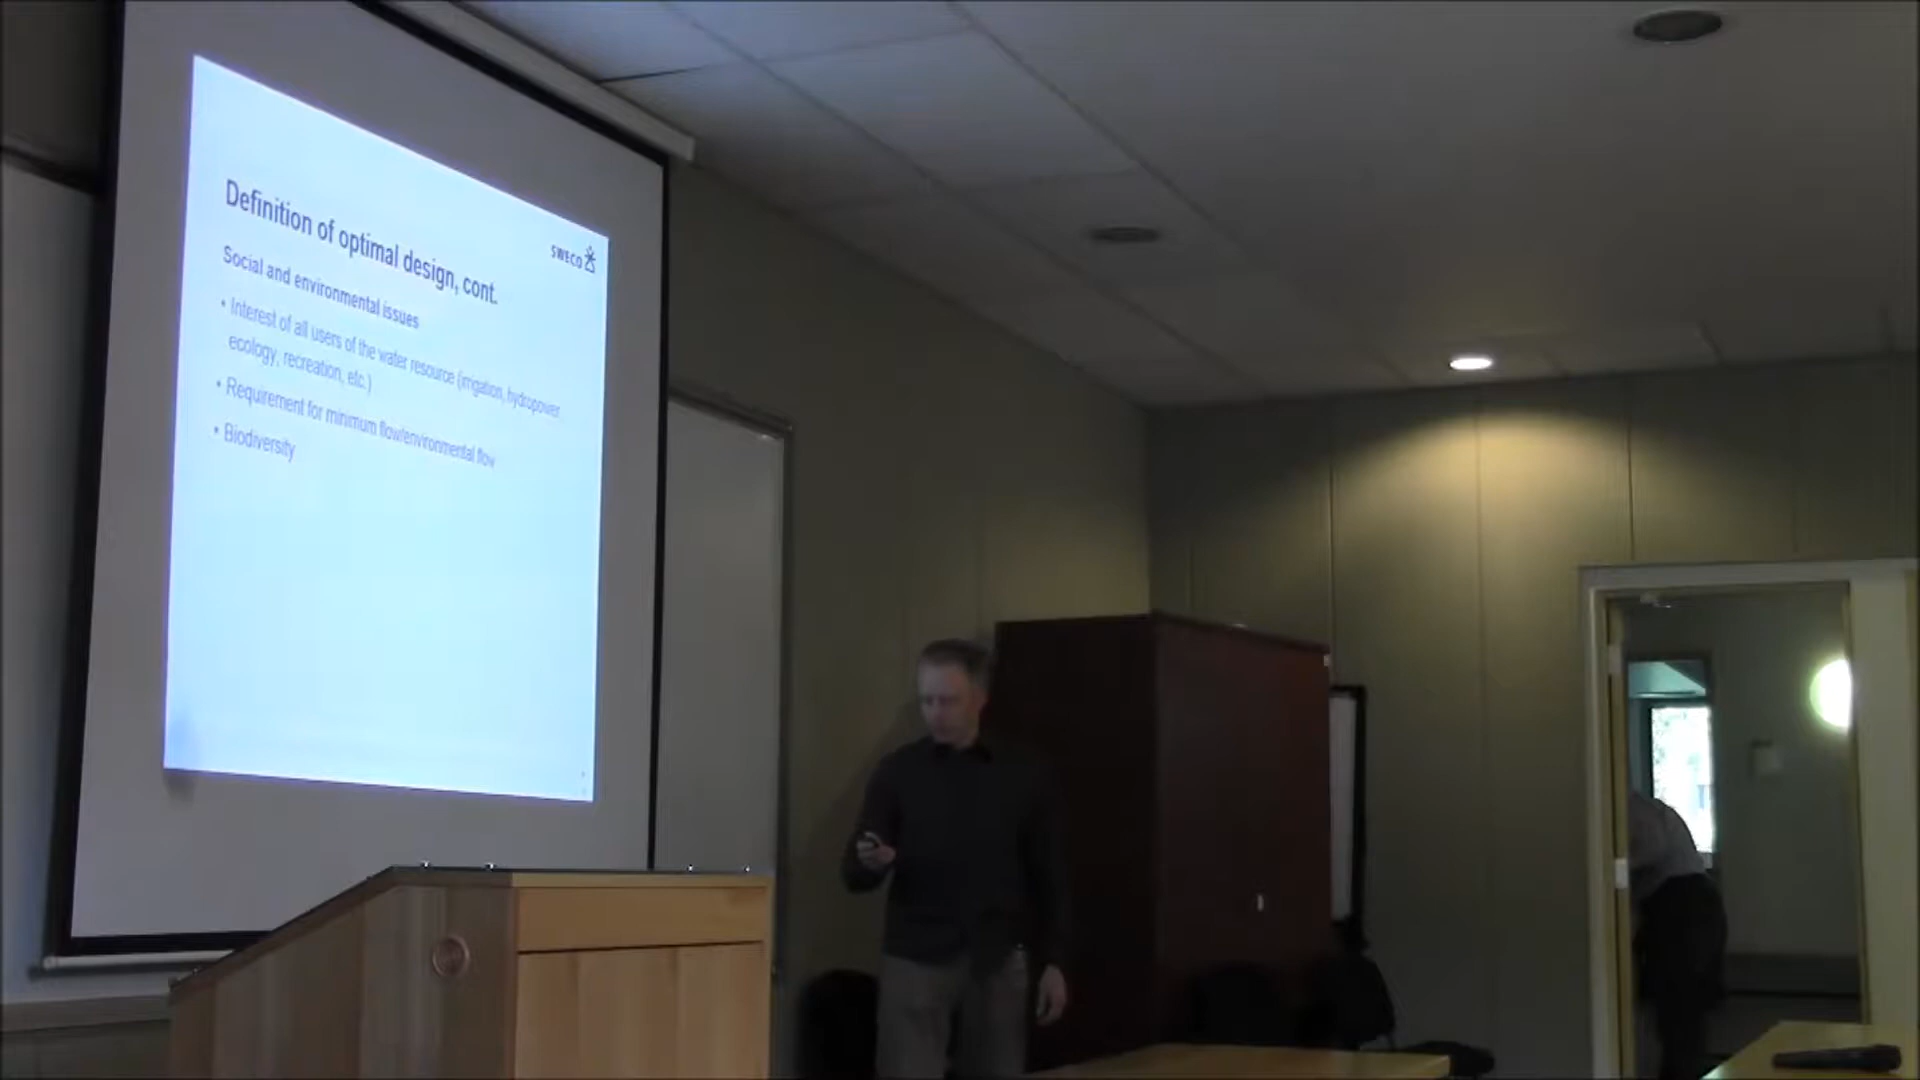 Definition of optimal design, cont.
SWECO
Social and environmental issues
• Interest of all users of the water resource (irrigation, hydropower,
ecology, recreation, etc.)
• Requirement for minimum flow/environmental flow
• Biodiversity